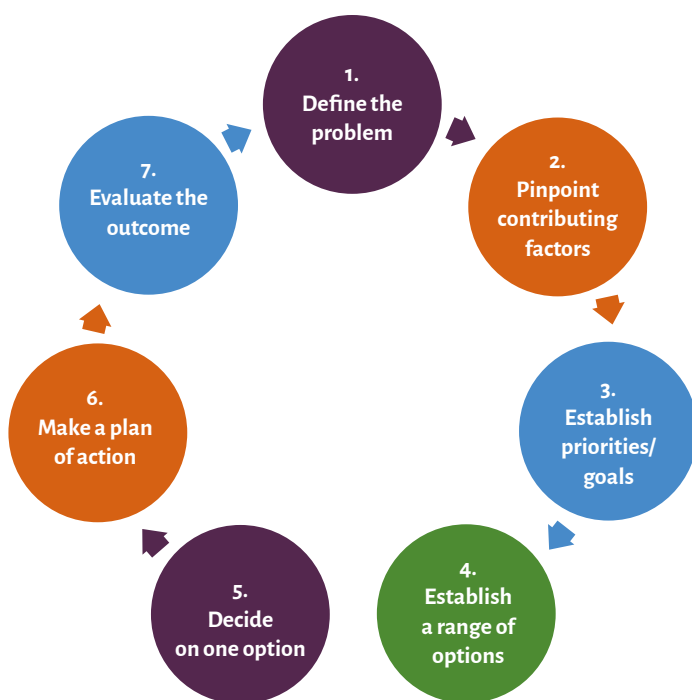 1.
Define the
problem
2.
Pinpoint
contributing
factors
3.
Establish
priorities/
goals
4.
Establish
a range of
options
5.
Decide
on one option
6.
Make a plan
of action
7.
Evaluate the
outcome